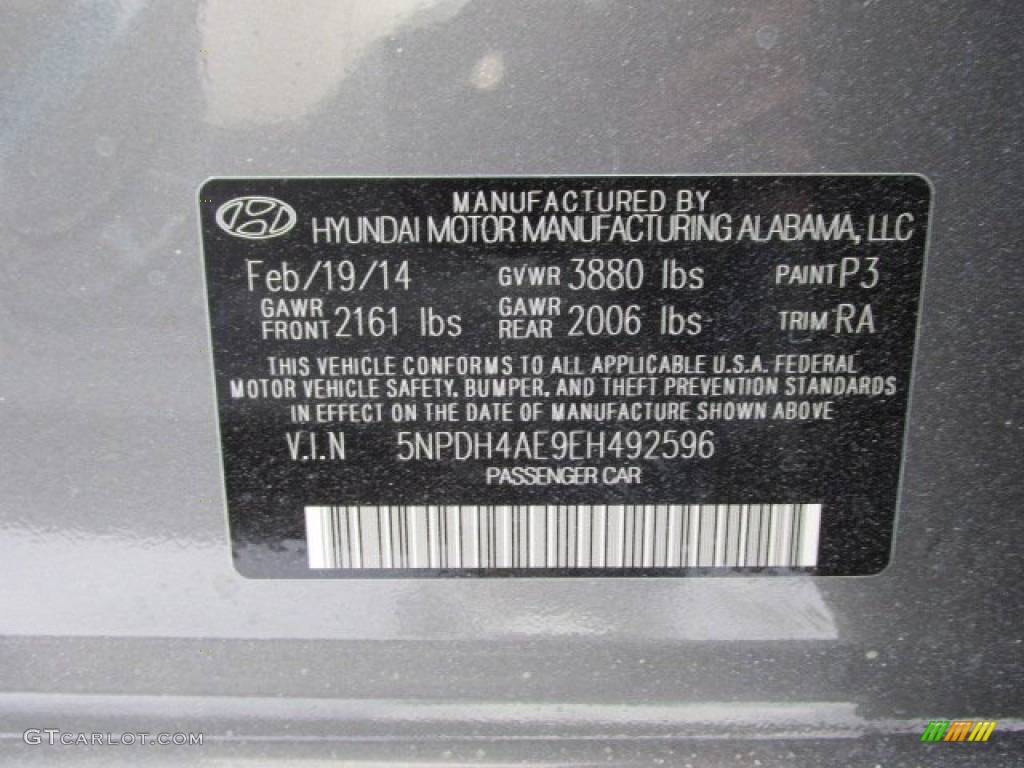 MANUFACTURED BY
HYUNDAI MOTOR MANUFACTURING ALABAMA, LLC
Feb/19/14 GVWR 3880 lbs PAINT P3
GAWR FRONT 2161 lbs GAWR REAR 2006 lbs TRIM RA
THIS VEHICLE CONFORMS TO ALL APPLICABLE U.S.A. FEDERAL
MOTOR VEHICLE SAFETY, BUMPER, AND THEFT PREVENTION STANDARDS
IN EFFECT ON THE DATE OF MANUFACTURE SHOWN ABOVE
V.I.N 5NPDH4AE9EH492596
PASSENGER CAR
GTCARLOT.COM